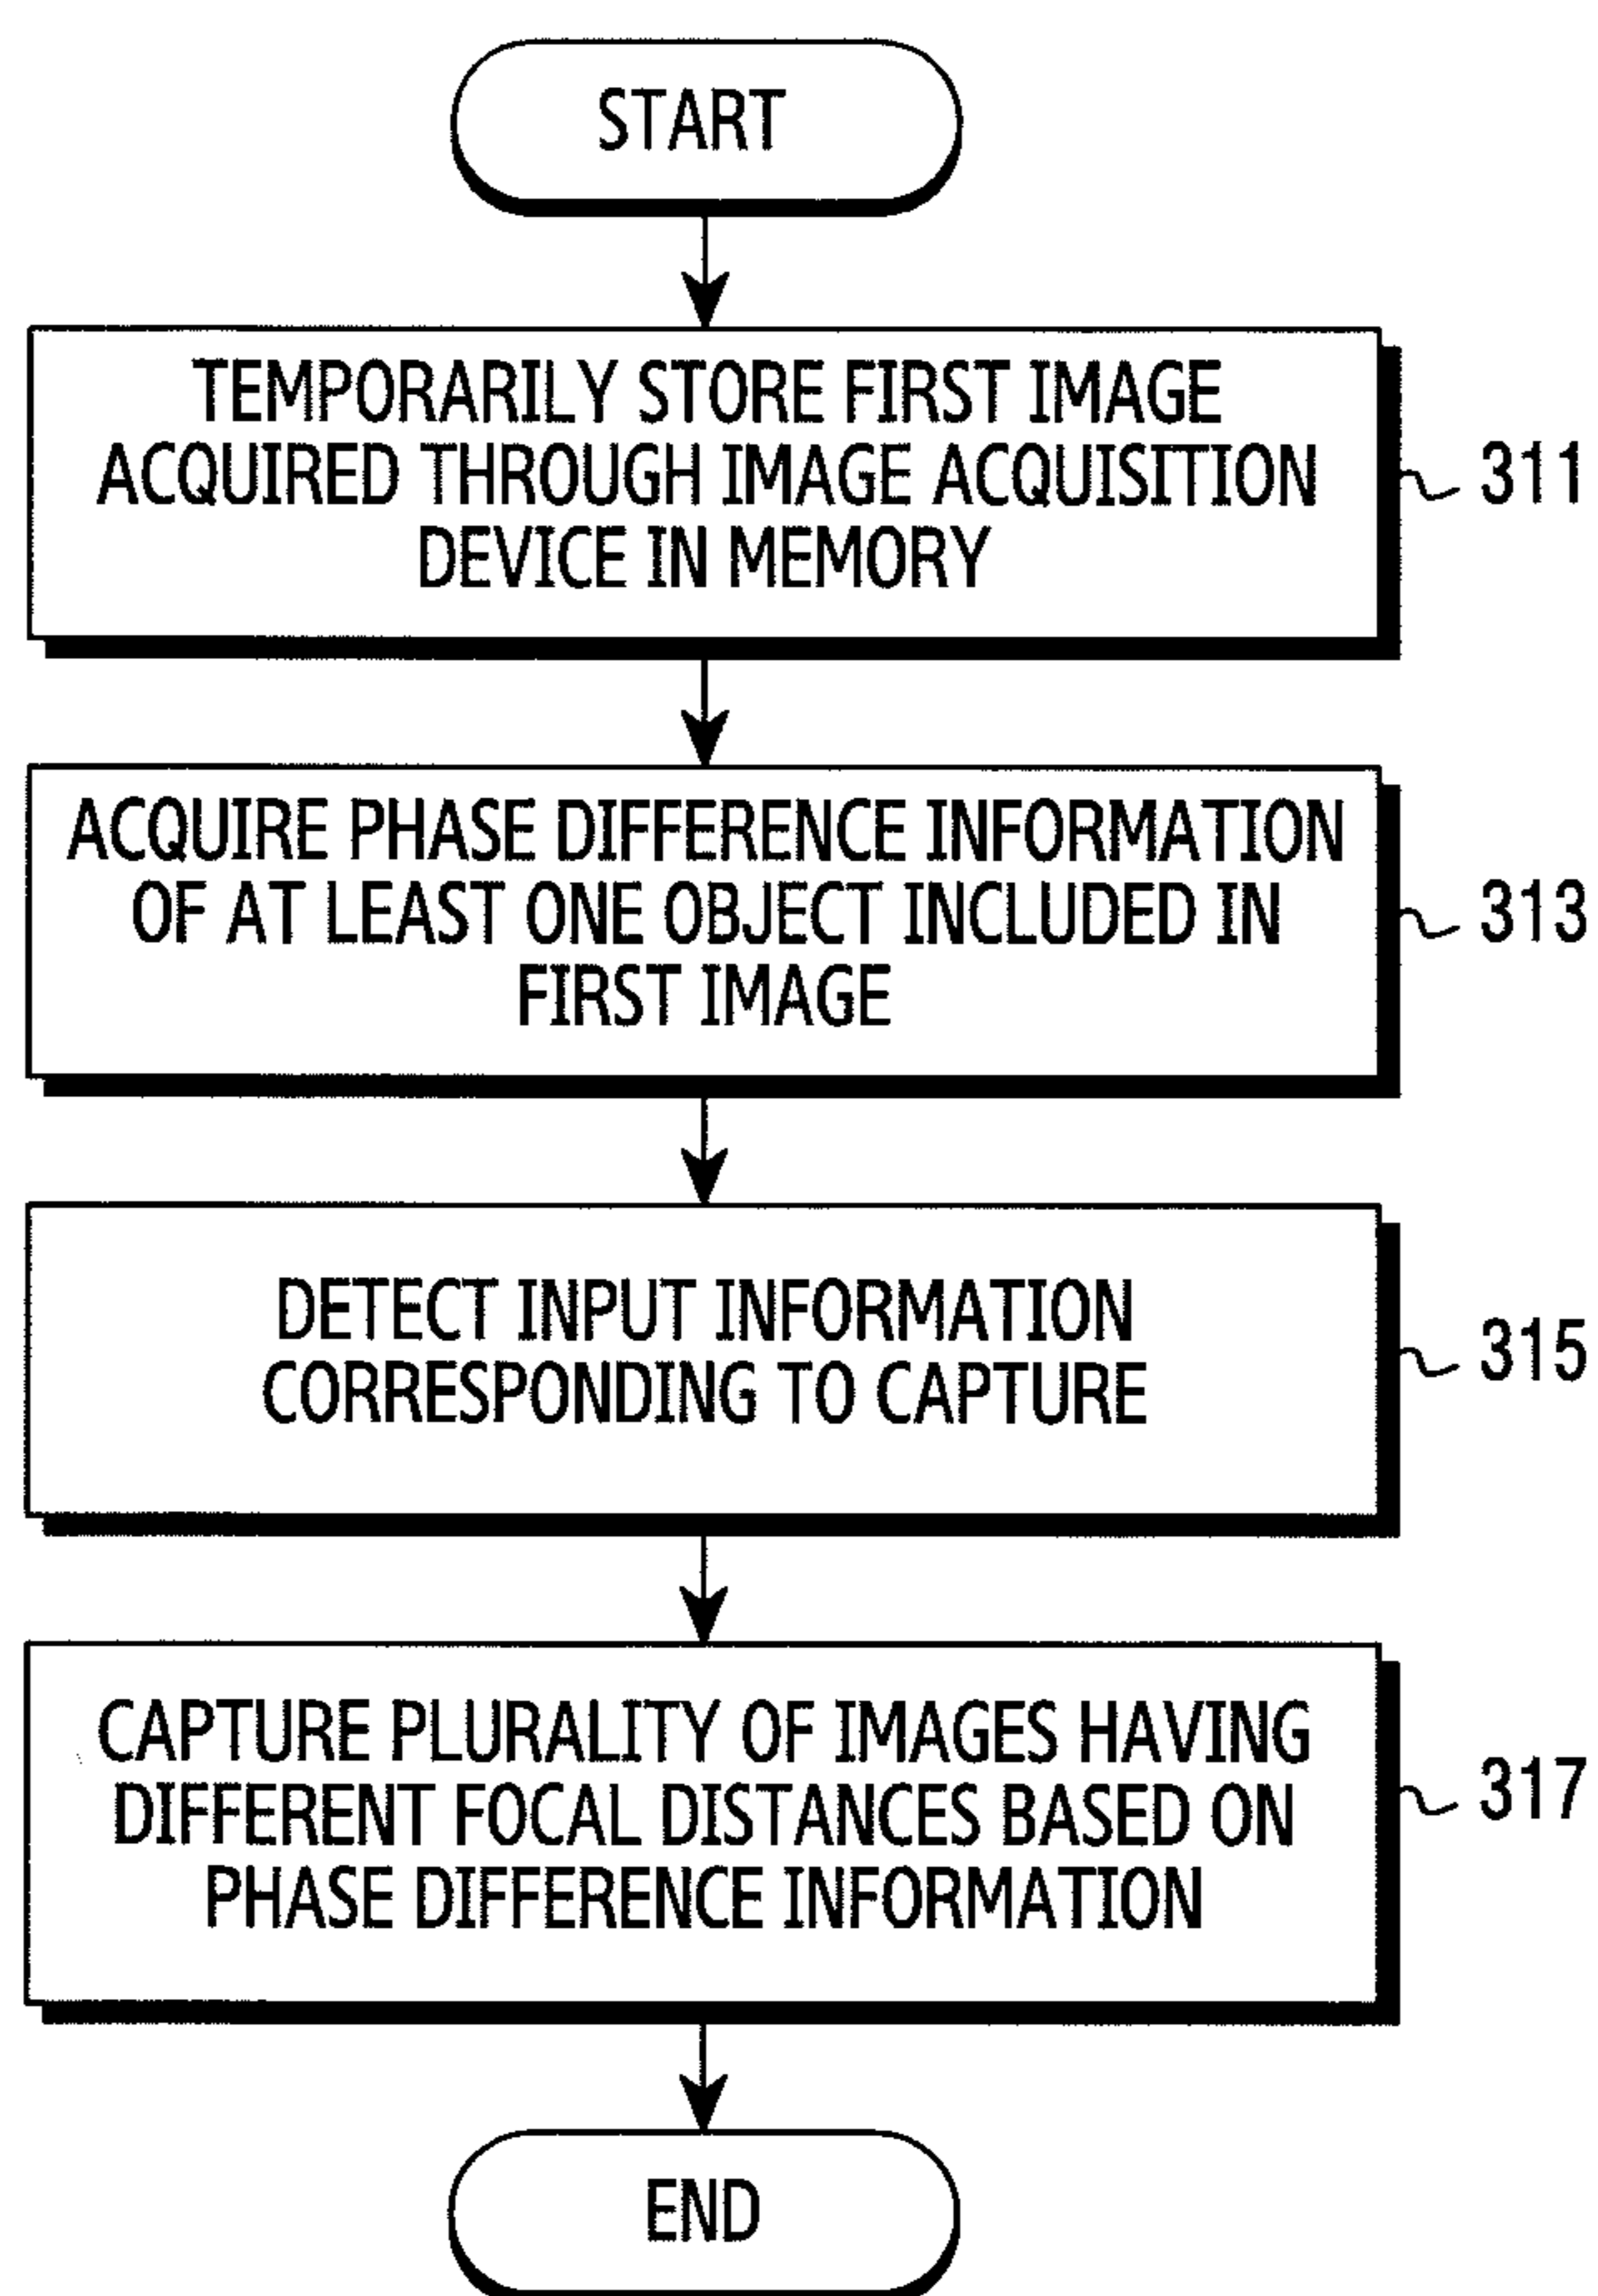 START
TEMPORARILY STORE FIRST IMAGE
ACQUIRED THROUGH IMAGE ACQUISITION
DEVICE IN MEMORY
311
ACQUIRE PHASE DIFFERENCE INFORMATION
OF AT LEAST ONE OBJECT INCLUDED IN
FIRST IMAGE
313
DETECT INPUT INFORMATION
CORRESPONDING TO CAPTURE
315
CAPTURE PLURALITY OF IMAGES HAVING
DIFFERENT FOCAL DISTANCES BASED ON
PHASE DIFFERENCE INFORMATION
317
END